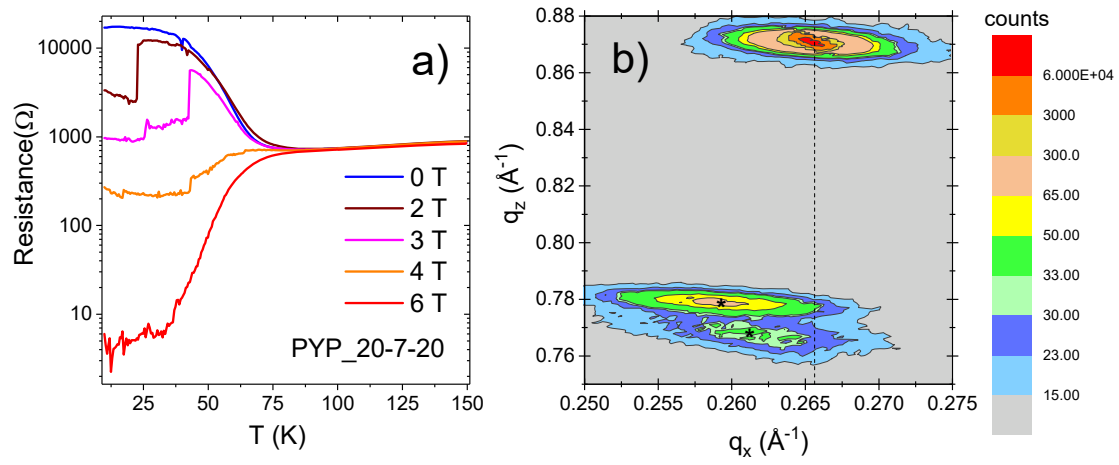 a)
Resistance(Ω)
10000
1000
100
10
0 T
2 T
3 T
4 T
6 T
PYP_20-7-20
25
50
75
100
125
150
T (K)
b)
q_z (Å⁻¹)
0.88
0.86
0.84
0.82
0.80
0.78
0.76
*
*
0.250
0.255
0.260
0.265
0.270
0.275
q_x (Å⁻¹)
counts
6.000E+04
3000
300.0
65.00
50.00
33.00
30.00
23.00
15.00